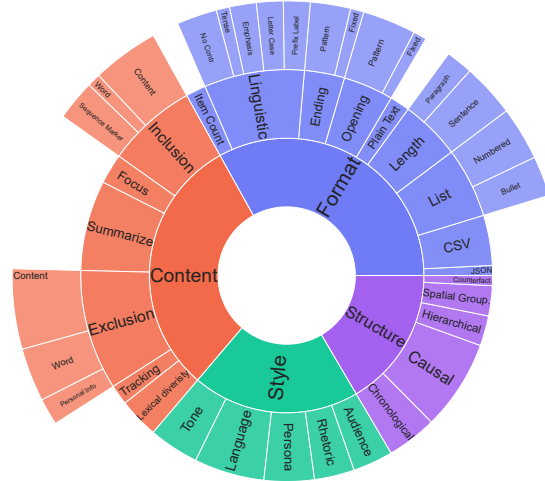 Format
Item Count
Linguistic
No Contr.
Tense
Emphasis
Letter Case
Prefix Label
Ending
Pattern
Fixed
Opening
Pattern
Fixed
Plain Text
Length
Paragraph
Sentence
List
Numbered
Bullet
CSV
JSON
Structure
Counterfact.
Spatial Group.
Hierarchical
Causal
Chronological
Style
Audience
Rhetoric
Persona
Language
Tone
Content
Lexical diveristy
Tracking
Exclusion
Personal Info
Word
Content
Summarize
Focus
Inclusion
Sequence Marker
Word
Content